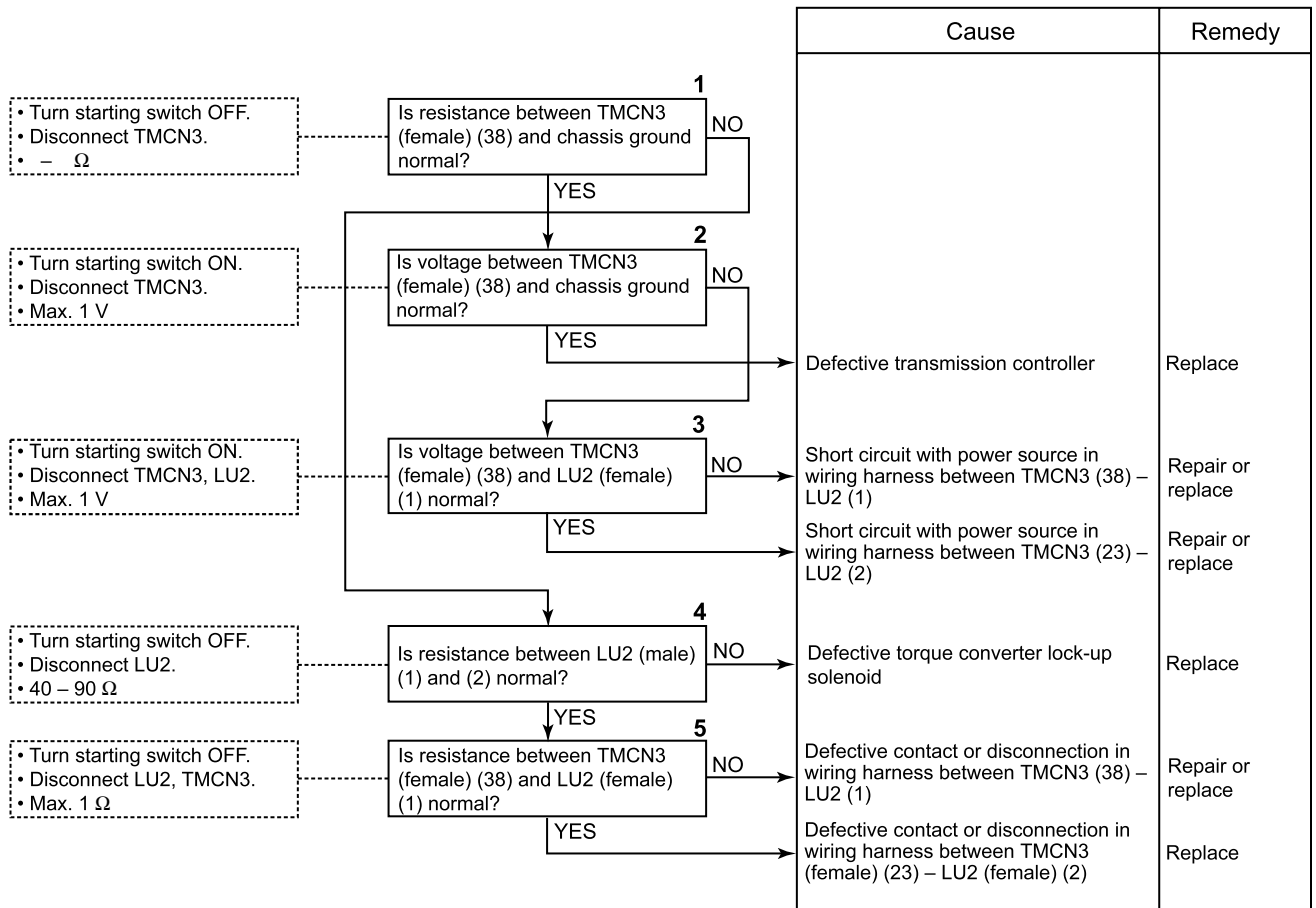 Cause
Remedy
• Turn starting switch OFF.
• Disconnect TMCN3.
• – Ω
1
Is resistance between TMCN3
(female) (38) and chassis ground
normal?
NO
YES
• Turn starting switch ON.
• Disconnect TMCN3.
• Max. 1 V
2
Is voltage between TMCN3
(female) (38) and chassis ground
normal?
NO
YES
Defective transmission controller
Replace
• Turn starting switch ON.
• Disconnect TMCN3, LU2.
• Max. 1 V
3
Is voltage between TMCN3
(female) (38) and LU2 (female)
(1) normal?
NO
Short circuit with power source in
wiring harness between TMCN3 (38) –
LU2 (1)
Repair or
replace
YES
Short circuit with power source in
wiring harness between TMCN3 (23) –
LU2 (2)
Repair or
replace
• Turn starting switch OFF.
• Disconnect LU2.
• 40 – 90 Ω
4
Is resistance between LU2 (male)
(1) and (2) normal?
NO
Defective torque converter lock-up
solenoid
Replace
YES
• Turn starting switch OFF.
• Disconnect LU2, TMCN3.
• Max. 1 Ω
5
Is resistance between TMCN3
(female) (38) and LU2 (female)
(1) normal?
NO
Defective contact or disconnection in
wiring harness between TMCN3 (38) –
LU2 (1)
Repair or
replace
YES
Defective contact or disconnection in
wiring harness between TMCN3
(female) (23) – LU2 (female) (2)
Replace